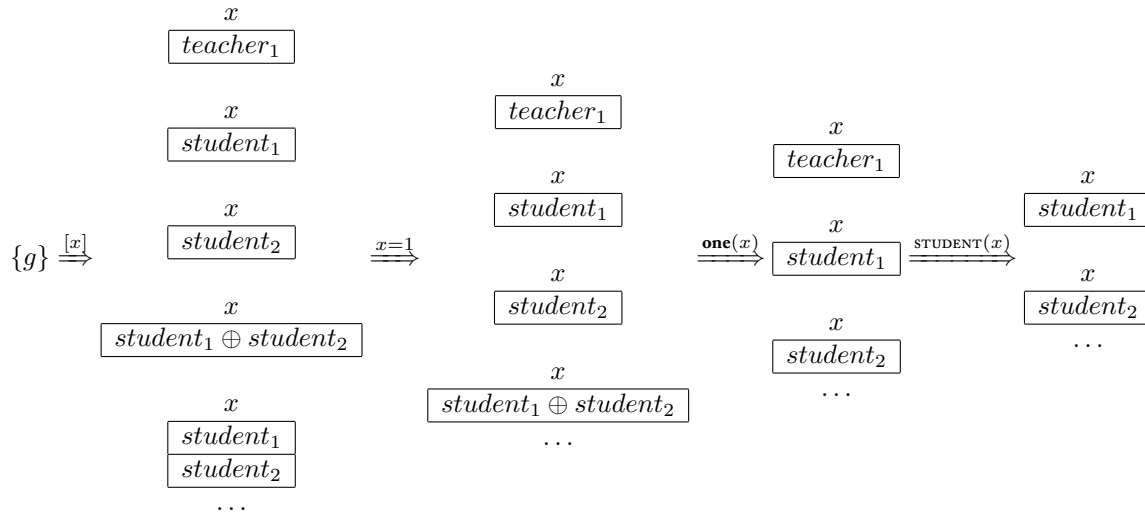 {g}
[x]
⟹
x
teacher₁
x
student₁
x
student₂
x
student₁ ⊕ student₂
x
student₁
student₂
...
x=1
⟹
x
teacher₁
x
student₁
x
student₂
x
student₁ ⊕ student₂
...
one(x)
⟹
x
teacher₁
x
student₁
x
student₂
...
STUDENT(x)
⟹
x
student₁
x
student₂
...